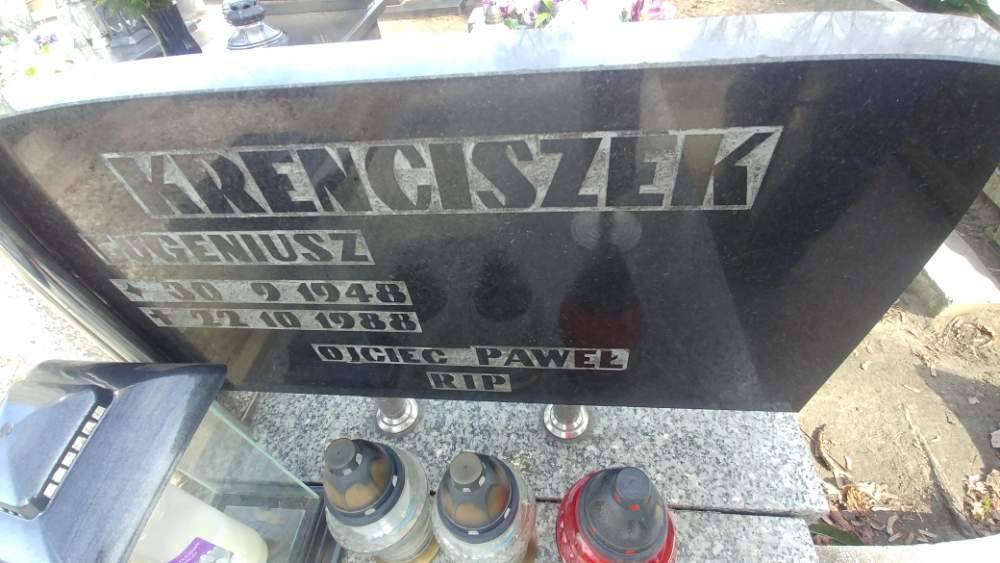 KRENCISZEK
EUGENIUSZ
* 30 9 1948
† 22 10 1988
OJCIEC PAWEŁ
RIP